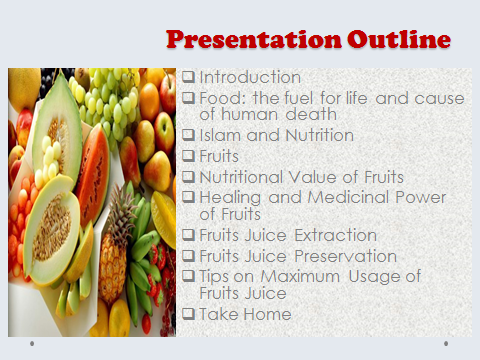 Presentation Outline
❑ Introduction
❑ Food: the fuel for life and cause
of human death
❑ Islam and Nutrition
❑ Fruits
❑ Nutritional Value of Fruits
❑ Healing and Medicinal Power
of Fruits
❑ Fruits Juice Extraction
❑ Fruits Juice Preservation
❑ Tips on Maximum Usage of
Fruits Juice
❑ Take Home